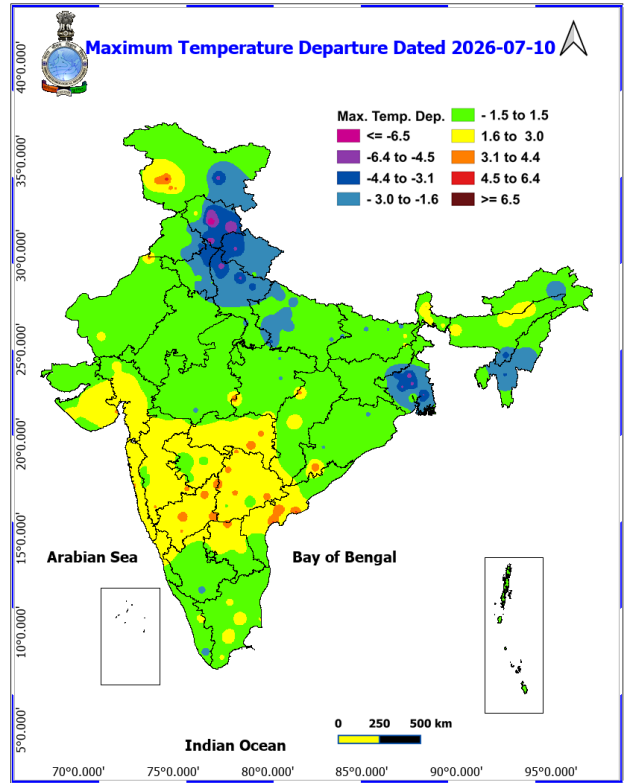 Maximum Temperature Departure Dated 2026-07-10
Max. Temp. Dep.
<= -6.5
-6.4 to -4.5
-4.4 to -3.1
- 3.0 to -1.6
- 1.5 to 1.5
1.6 to 3.0
3.1 to 4.4
4.5 to 6.4
>= 6.5
40°0.000'
35°0.000'
30°0.000'
25°0.000'
20°0.000'
15°0.000'
10°0.000'
5°0.000'
Arabian Sea
Bay of Bengal
Indian Ocean
0 250 500 km
70°0.000' 75°0.000' 80°0.000' 85°0.000' 90°0.000' 95°0.000'